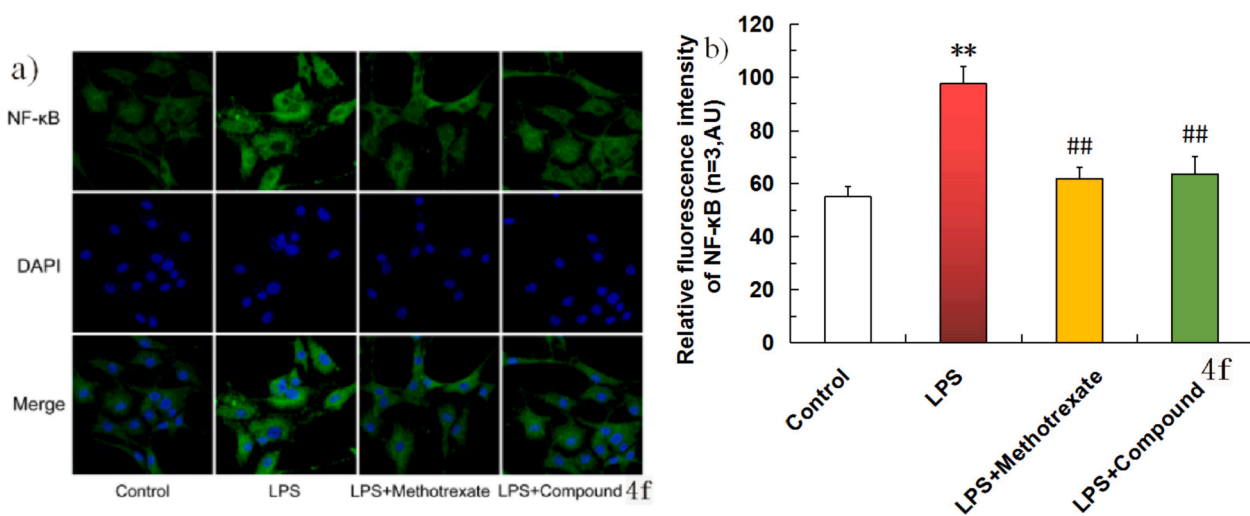 a)
NF-κB
DAPI
Merge
Control
LPS
LPS+Methotrexate
LPS+Compound 4f
b)
Relative fluorescence intensity
of NF-κB (n=3,AU)
120
100
80
60
40
20
0
**
##
##
Control
LPS
LPS+Methotrexate
LPS+Compound
4f